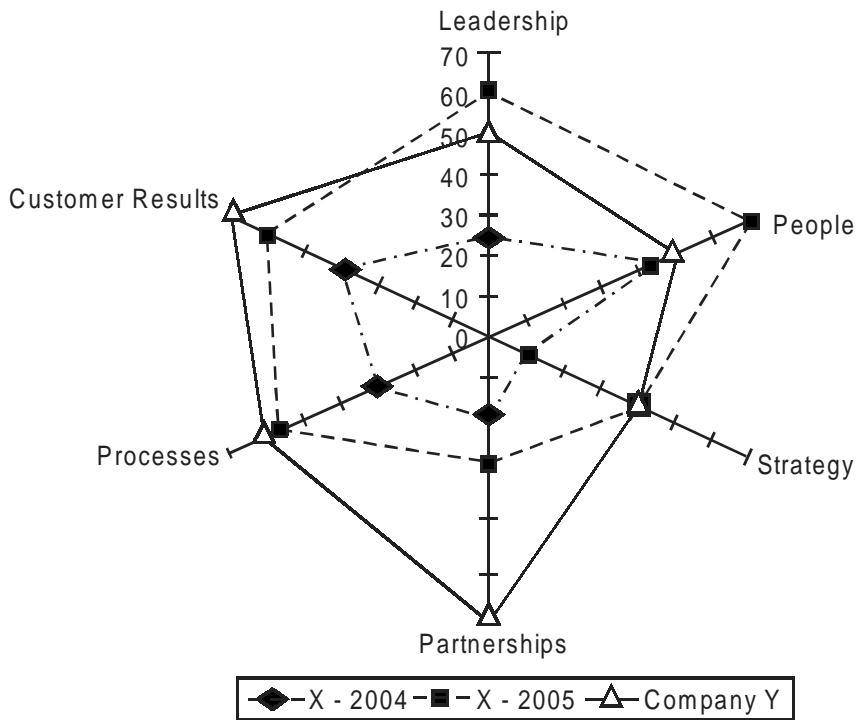 Leadership
70
60
50
40
30
20
10
0
Customer Results
People
Processes
Strategy
Partnerships
X - 2004 X - 2005 Company Y